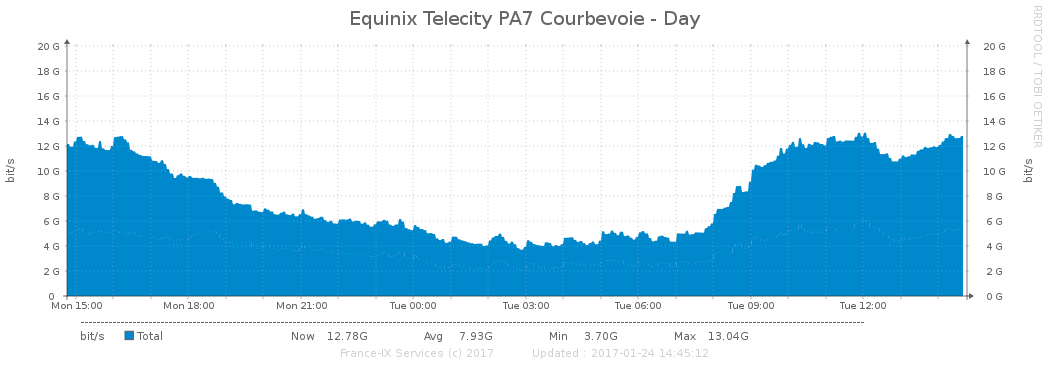 Equinix Telecity PA7 Courbevoie - Day
RRDTOOL / TOBI OETIKER
20 G 20 G
18 G 18 G
16 G 16 G
14 G 14 G
12 G 12 G
10 G 10 G
8 G 8 G
6 G 6 G
4 G 4 G
2 G 2 G
0 0 G
bit/s
bit/s
Mon 15:00 Mon 18:00 Mon 21:00 Tue 00:00 Tue 03:00 Tue 06:00 Tue 09:00 Tue 12:00
bit/s Total Now 12.78G Avg 7.93G Min 3.70G Max 13.04G
France-IX Services (c) 2017 Updated : 2017-01-24 14:45:12